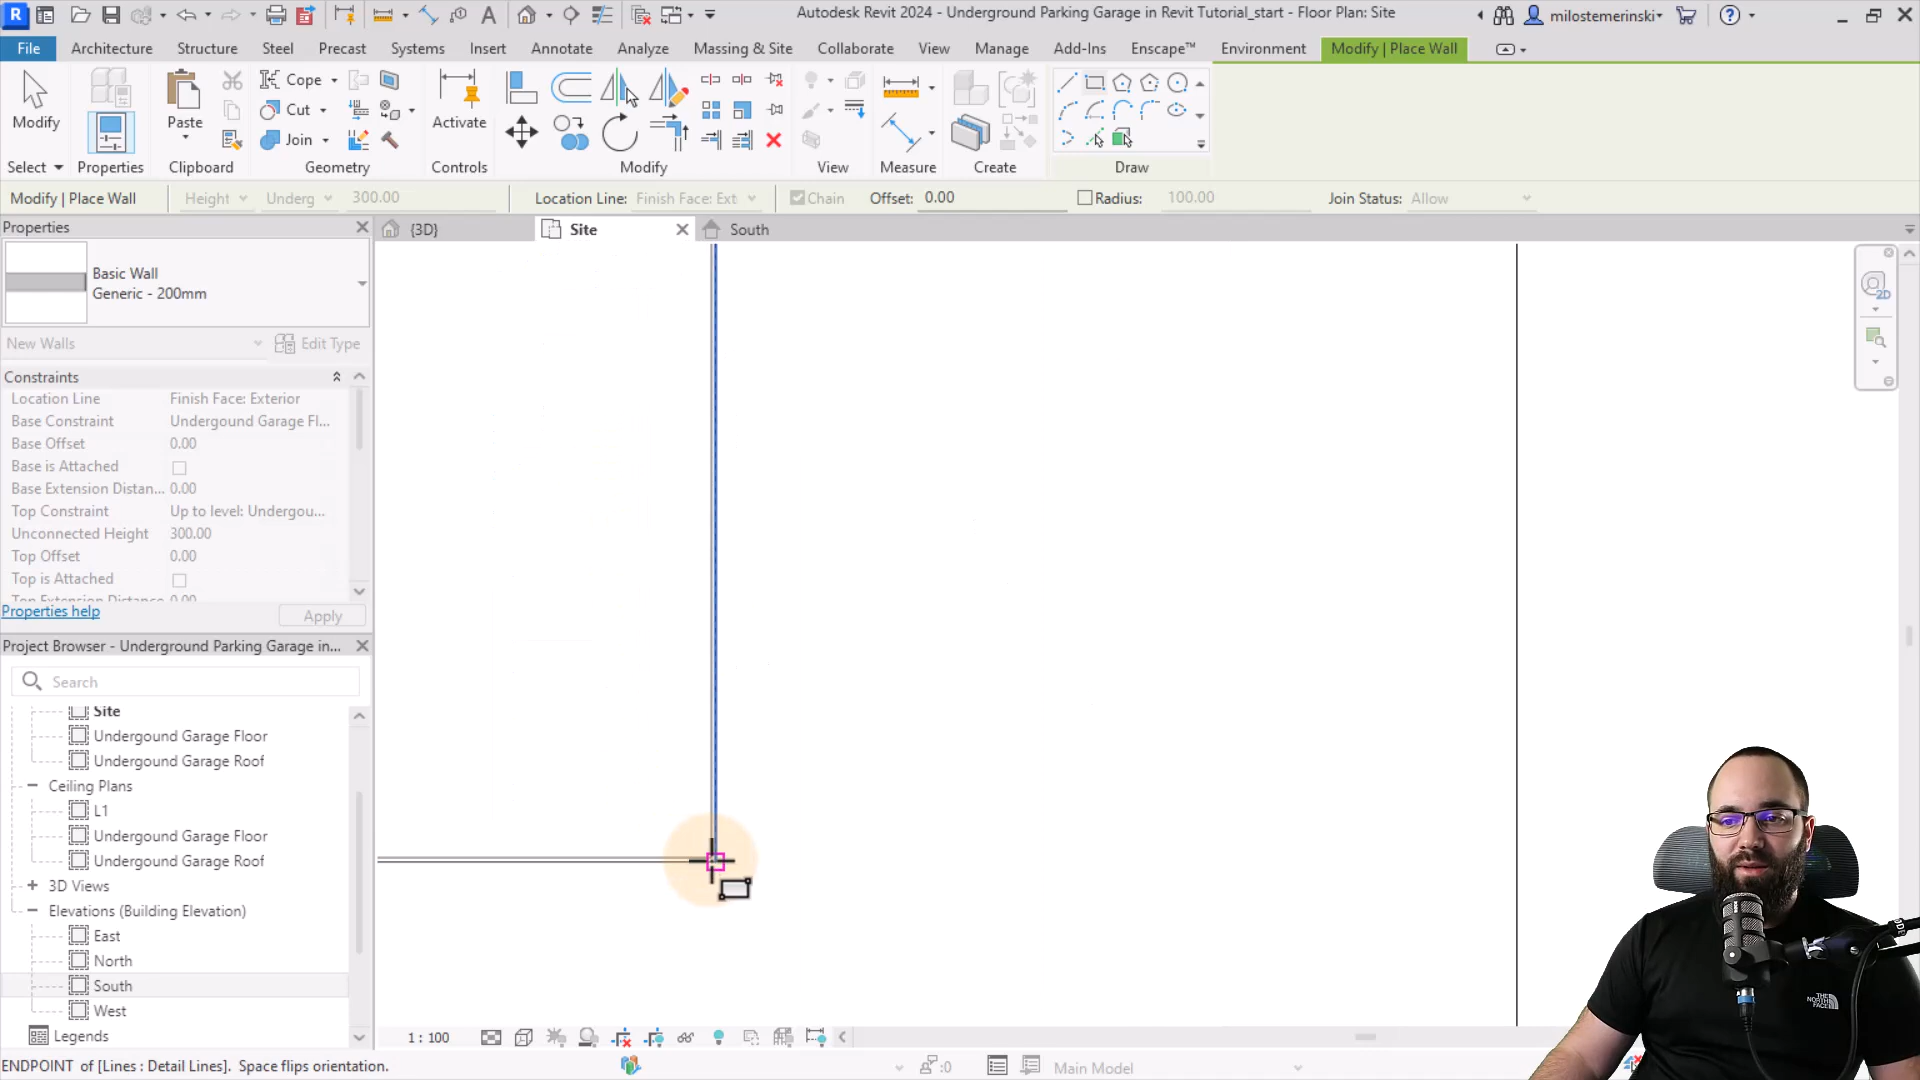 Autodesk Revit 2024 - Underground Parking Garage in Revit Tutorial_start - Floor Plan: Site
milostemerinski
File
Architecture
Structure
Steel
Precast
Systems
Insert
Annotate
Analyze
Massing & Site
Collaborate
View
Manage
Add-Ins
Enscape™
Environment
Modify | Place Wall
Modify
Paste
Cope
Cut
Join
Activate
Select
Properties
Clipboard
Geometry
Controls
Modify
View
Measure
Create
Draw
Modify | Place Wall
Height
Underg
300.00
Location Line:
Finish Face: Ext
Chain
Offset:
0.00
Radius:
100.00
Join Status:
Allow
Properties
{3D}
Site
South
Basic Wall
Generic - 200mm
New Walls
Edit Type
Constraints
Location Line Finish Face: Exterior
Base Constraint Undergound Garage Fl...
Base Offset 0.00
Base is Attached
Base Extension Distan... 0.00
Top Constraint Up to level: Undergou...
Unconnected Height 300.00
Top Offset 0.00
Top is Attached
Top Extension Distance 0.00
Properties help
Apply
Project Browser - Underground Parking Garage in...
Search
Site
Undergound Garage Floor
Undergound Garage Roof
Ceiling Plans
L1
Undergound Garage Floor
Undergound Garage Roof
3D Views
Elevations (Building Elevation)
East
North
South
West
Legends
1 : 100
ENDPOINT of [Lines : Detail Lines]. Space flips orientation.
:0
Main Model
2D
THE NORTH FACE